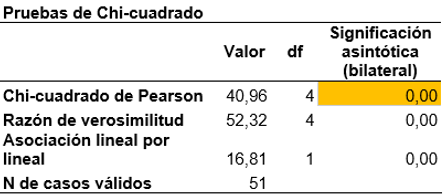 Pruebas de Chi-cuadrado
Valor df Significación asintótica (bilateral)
Chi-cuadrado de Pearson 40,96 4 0,00
Razón de verosimilitud 52,32 4 0,00
Asociación lineal por lineal 16,81 1 0,00
N de casos válidos 51